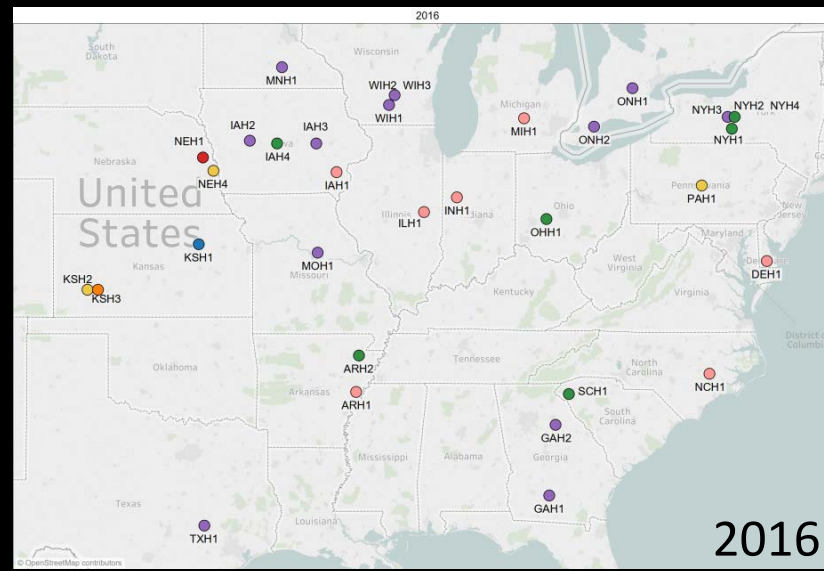 2016
South
Dakota
Wisconsin
MNH1
WIH2 WIH3
WIH1
Michigan
MIH1
ONH1
ONH2
NYH3 NYH2 NYH4
York
NYH1
NEH1
Nebraska
NEH4
IAH2
IAH4
IAH3
IAH1
United
States
Illinois
ILH1
INH1
Indiana
Ohio
OHH1
Pennsylvania
PAH1
New
Jersey
Maryland
Delaware
DEH1
Kansas
KSH1
KSH2
KSH3
MOH1
Missouri
West
Virginia
Kentucky
Virginia
District of
Columbia
Oklahoma
ARH2
Arkansas
ARH1
Tennessee
North
Carolina
NCH1
SCH1
South
Carolina
GAH2
Georgia
GAH1
Mississippi
Alabama
Texas
TXH1
Louisiana
© OpenStreetMap contributors
2016